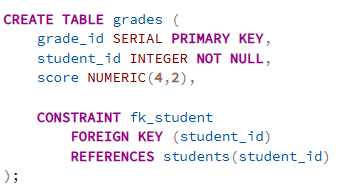 CREATE TABLE grades (
    grade_id SERIAL PRIMARY KEY,
    student_id INTEGER NOT NULL,
    score NUMERIC(4,2),

    CONSTRAINT fk_student
        FOREIGN KEY (student_id)
        REFERENCES students(student_id)
);